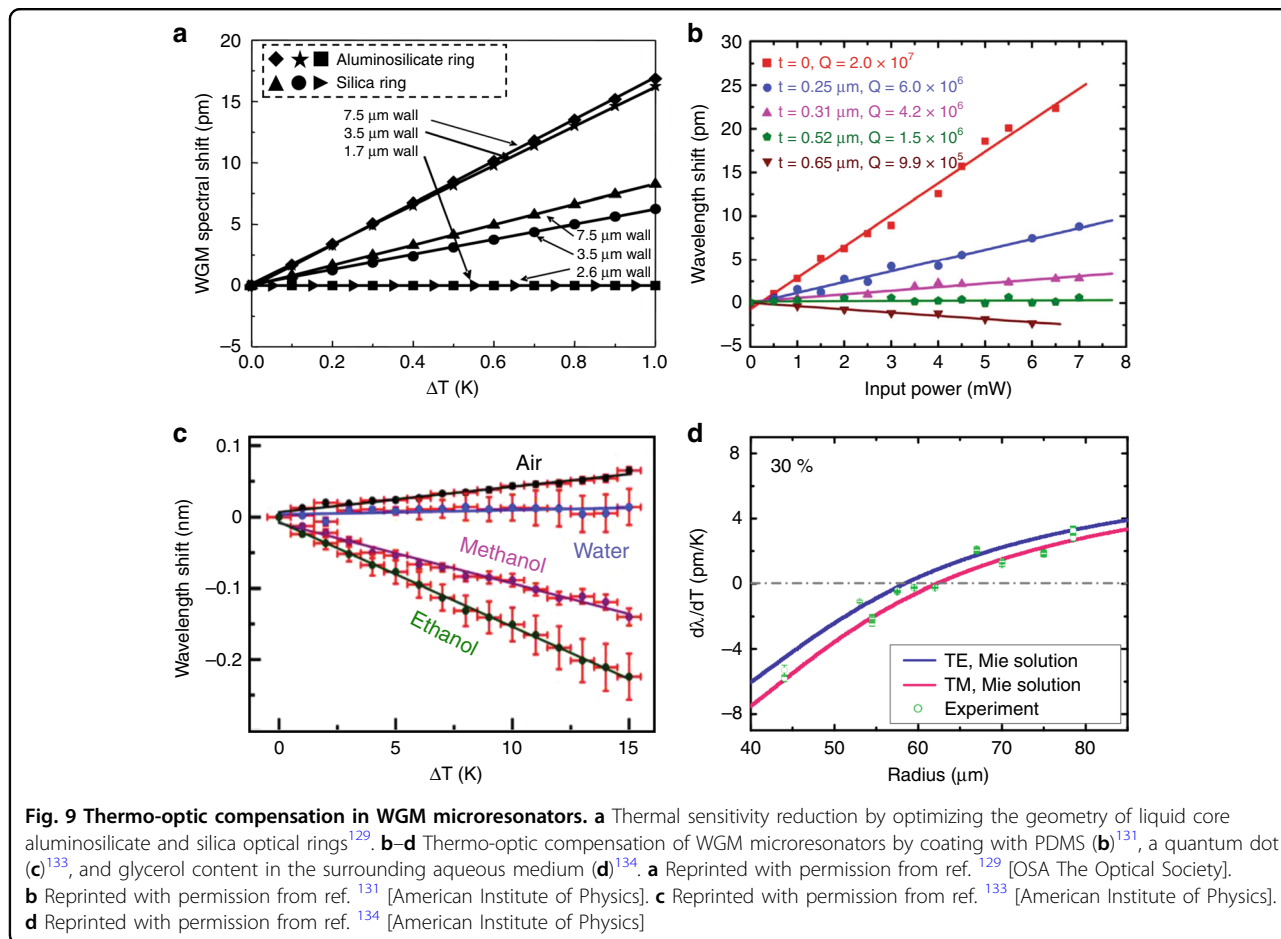 a
20
15
10
5
0
−5
WGM spectral shift (pm)
Aluminosilicate ring
Silica ring
7.5 μm wall
3.5 μm wall
1.7 μm wall
7.5 μm wall
3.5 μm wall
2.6 μm wall
0.0 0.2 0.4 0.6 0.8 1.0
ΔT (K)
b
30
25
20
15
10
5
0
−5
Wavelength shift (pm)
t = 0, Q = 2.0 × 10⁷
t = 0.25 μm, Q = 6.0 × 10⁶
t = 0.31 μm, Q = 4.2 × 10⁶
t = 0.52 μm, Q = 1.5 × 10⁶
t = 0.65 μm, Q = 9.9 × 10⁵
0 1 2 3 4 5 6 7 8
Input power (mW)
c
0.1
0
−0.1
−0.2
Wavelength shift (nm)
Air
Water
Methanol
Ethanol
0 5 10 15
ΔT (K)
d
8
4
0
−4
−8
dλ/dT (pm/K)
30 %
TE, Mie solution
TM, Mie solution
Experiment
40 50 60 70 80
Radius (μm)
Fig. 9 Thermo-optic compensation in WGM microresonators. a Thermal sensitivity reduction by optimizing the geometry of liquid core
aluminosilicate and silica optical rings¹²⁹. b–d Thermo-optic compensation of WGM microresonators by coating with PDMS (b)¹³¹, a quantum dot
(c)¹³³, and glycerol content in the surrounding aqueous medium (d)¹³⁴. a Reprinted with permission from ref. ¹²⁹ [OSA The Optical Society].
b Reprinted with permission from ref. ¹³¹ [American Institute of Physics]. c Reprinted with permission from ref. ¹³³ [American Institute of Physics].
d Reprinted with permission from ref. ¹³⁴ [American Institute of Physics]